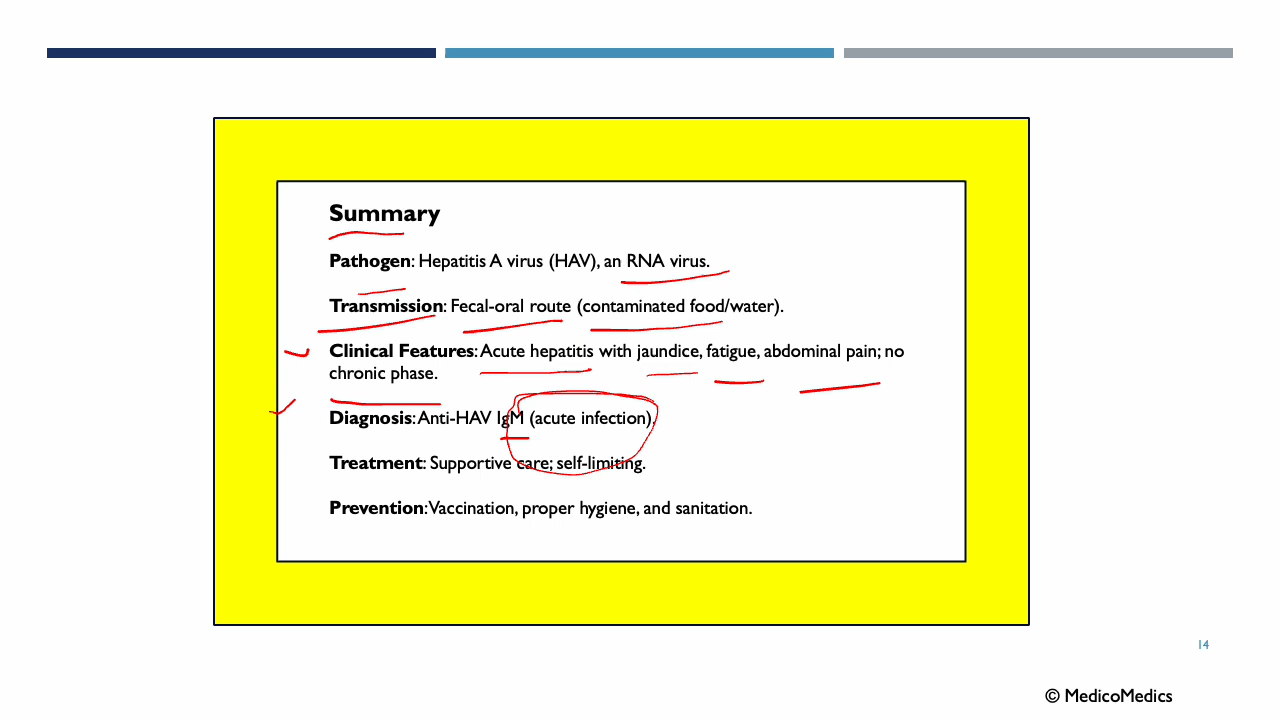 Summary
Pathogen: Hepatitis A virus (HAV), an RNA virus.
Transmission: Fecal-oral route (contaminated food/water).
Clinical Features: Acute hepatitis with jaundice, fatigue, abdominal pain; no
chronic phase.
Diagnosis: Anti-HAV IgM (acute infection).
Treatment: Supportive care; self-limiting.
Prevention: Vaccination, proper hygiene, and sanitation.
14
© MedicoMedics